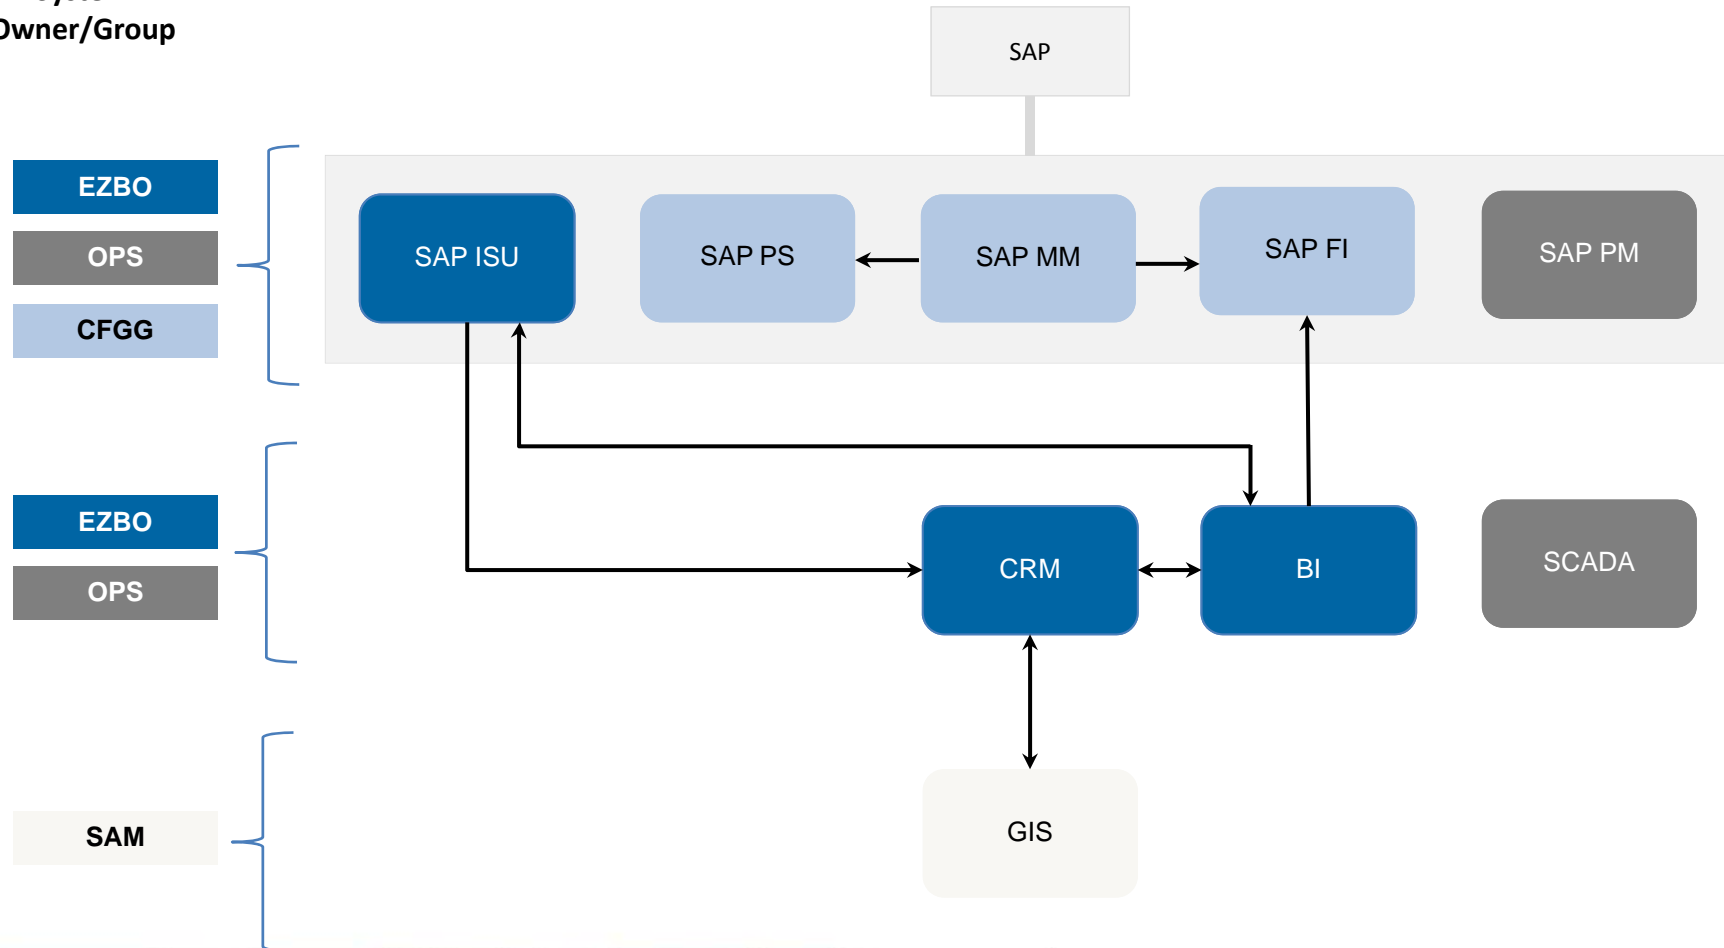 Owner/Group
SAP
EZBO
OPS
CFGG
SAP ISU
SAP PS
SAP MM
SAP FI
SAP PM
EZBO
OPS
CRM
BI
SCADA
SAM
GIS